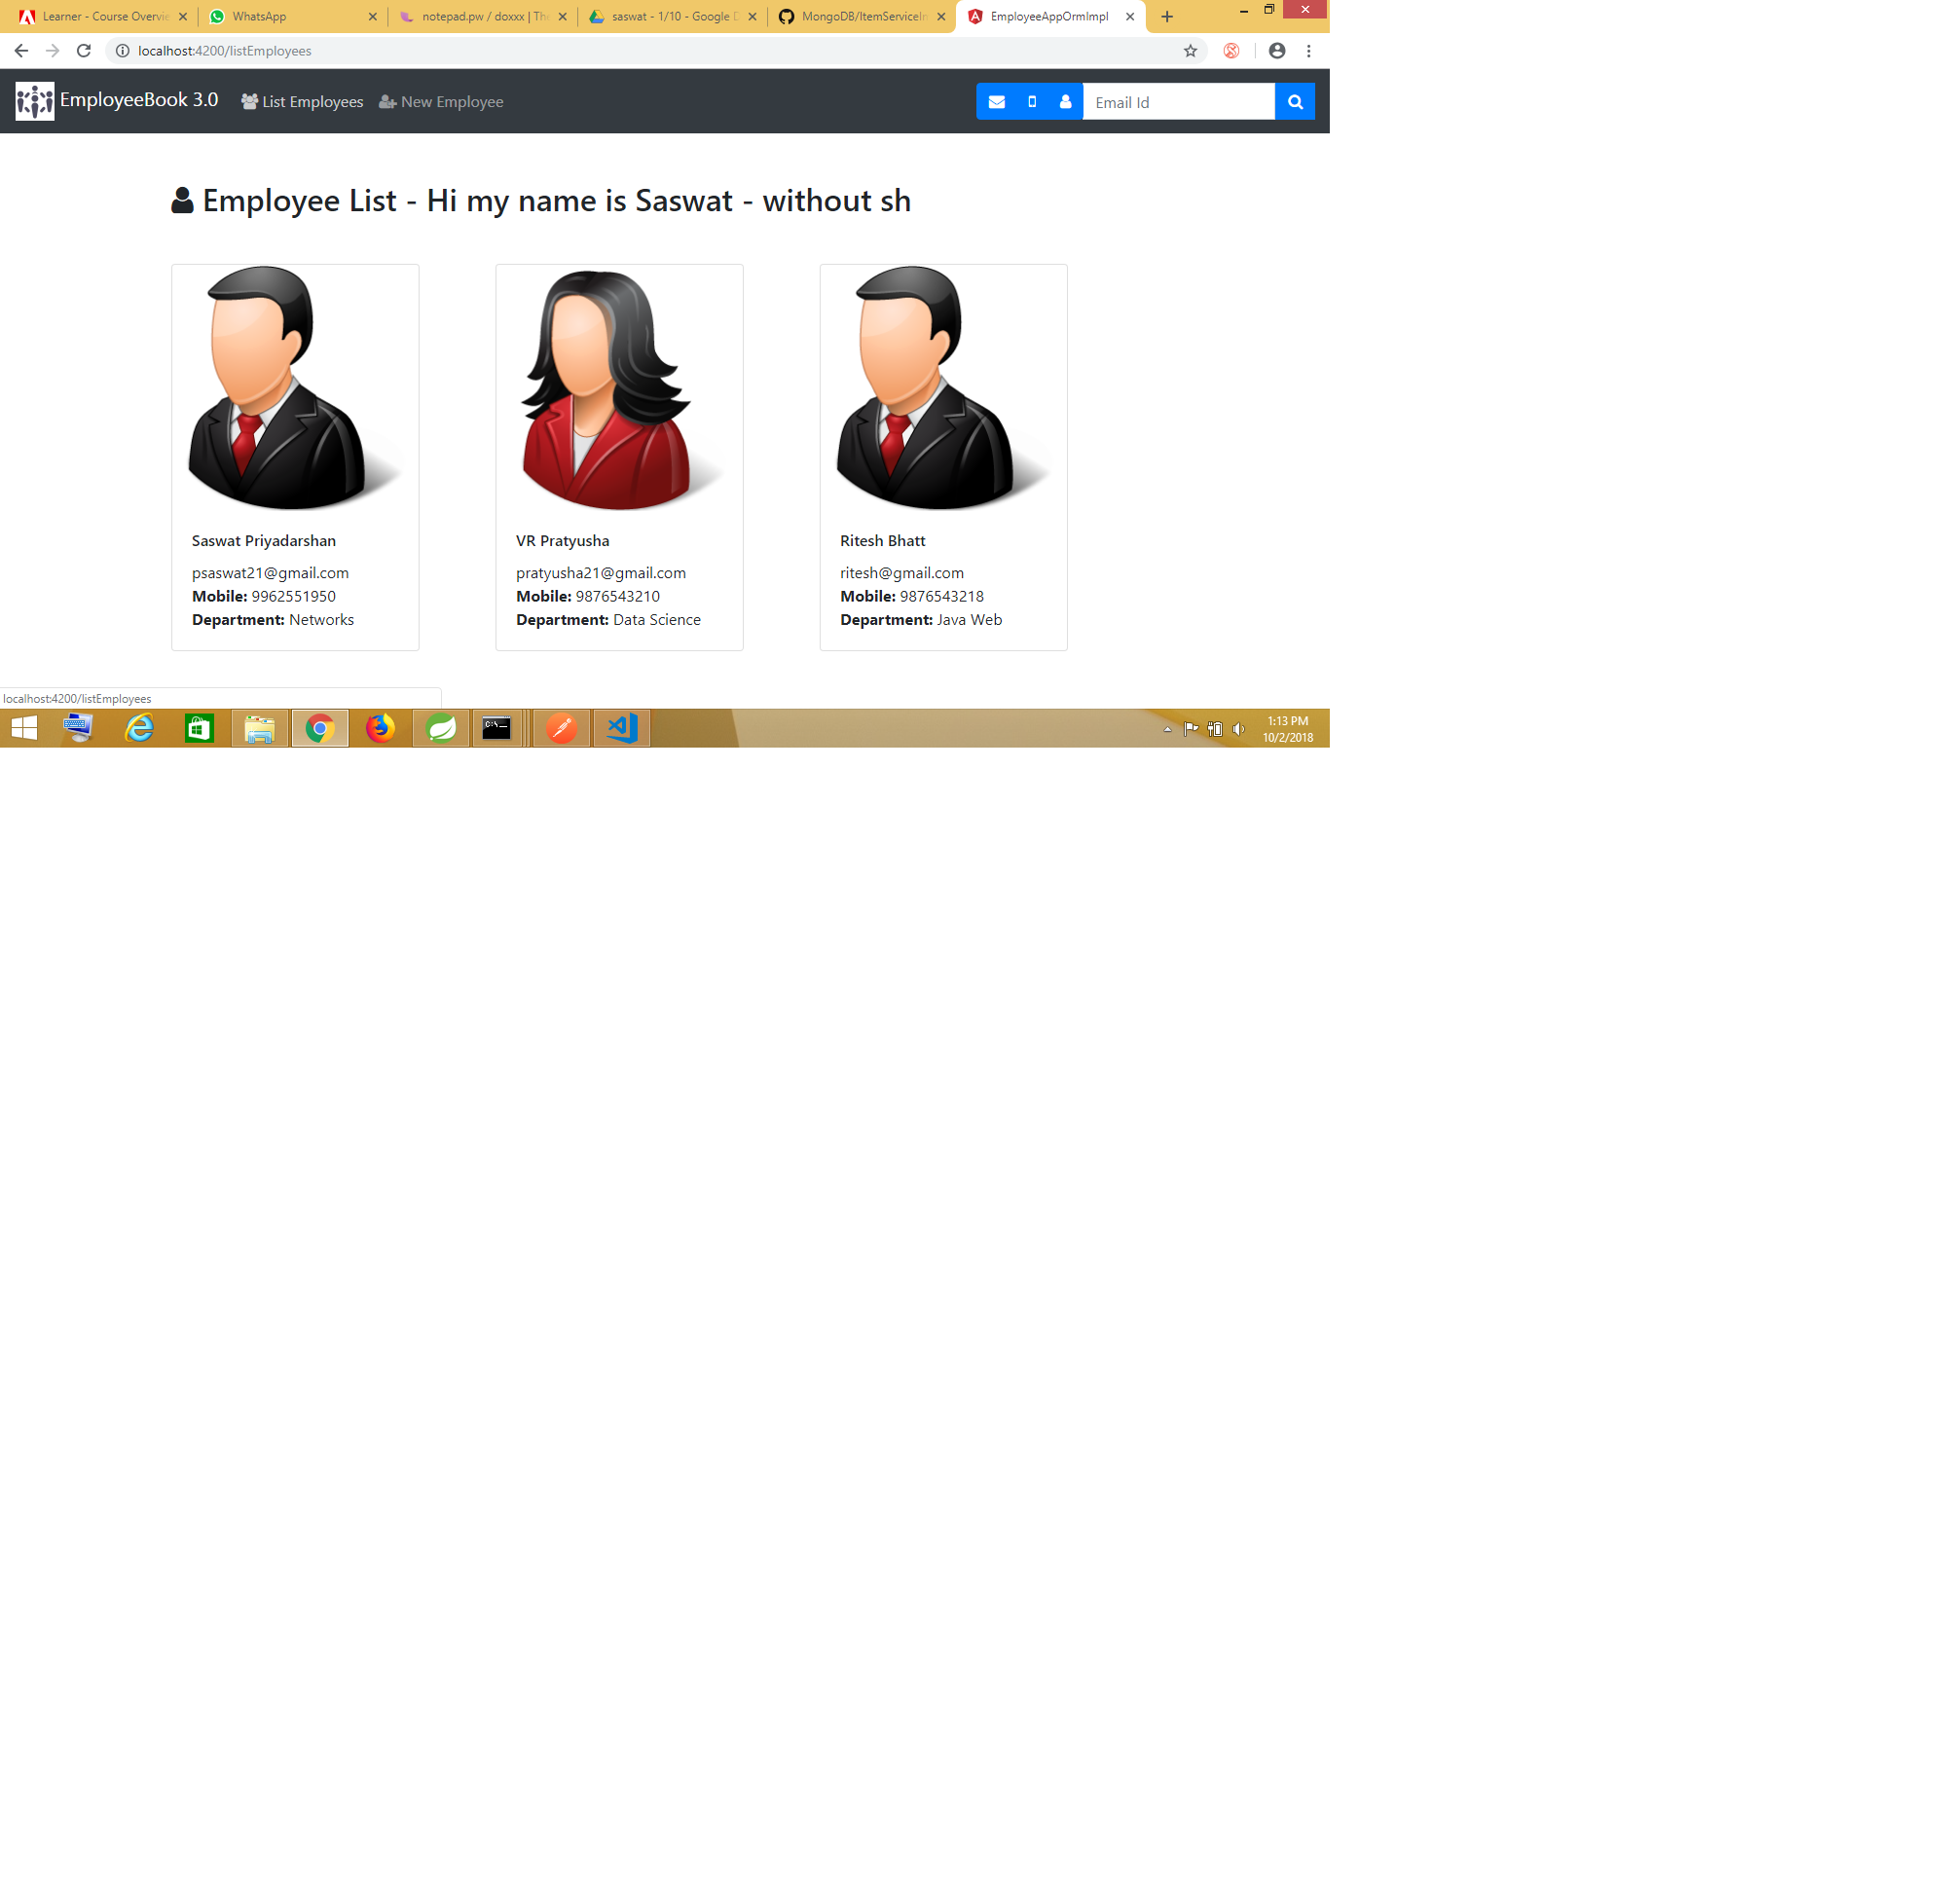 Learner - Course Overvie
WhatsApp
notepad.pw / doxxx | The
saswat - 1/10 - Google D
MongoDB/ItemServiceIn
EmployeeAppOrmImpl
localhost:4200/listEmployees
EmployeeBook 3.0
List Employees
New Employee
Email Id
Employee List - Hi my name is Saswat - without sh
Saswat Priyadarshan
psaswat21@gmail.com
Mobile: 9962551950
Department: Networks
VR Pratyusha
pratyusha21@gmail.com
Mobile: 9876543210
Department: Data Science
Ritesh Bhatt
ritesh@gmail.com
Mobile: 9876543218
Department: Java Web
localhost:4200/listEmployees
1:13 PM
10/2/2018